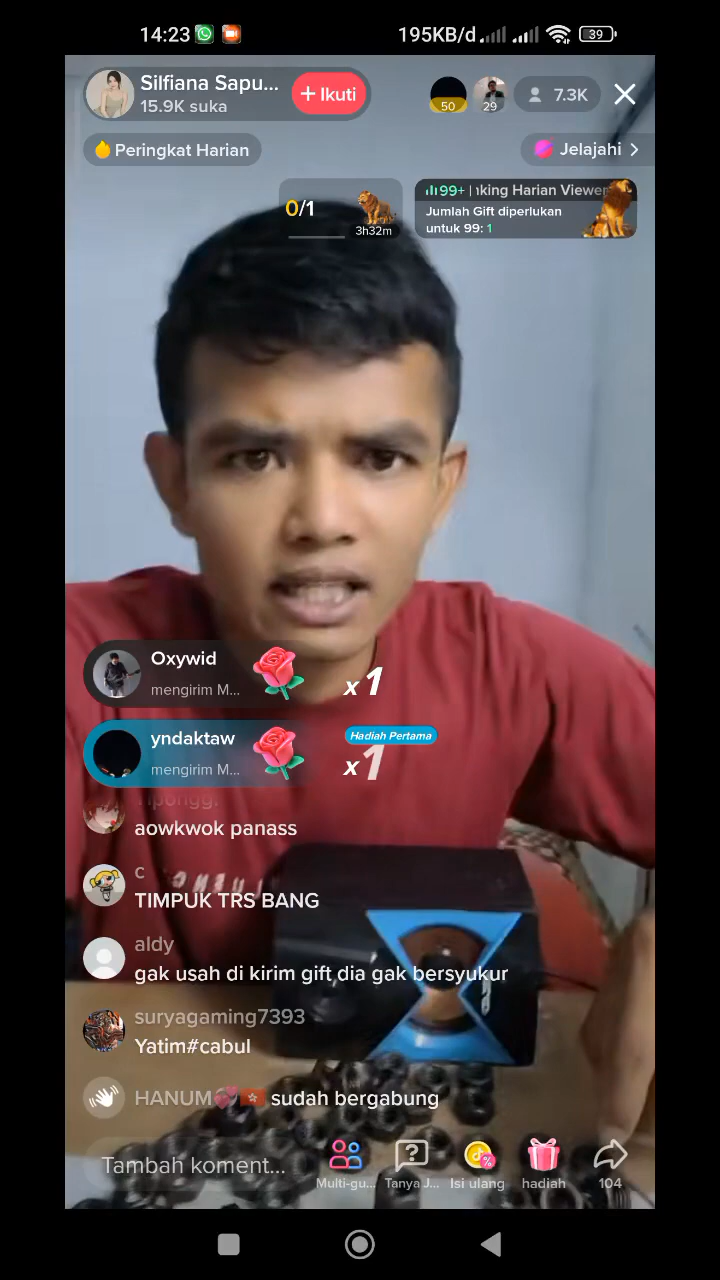 14:23
195KB/d
39
Silfiana Sapu...
15.9K suka
+ Ikuti
50
29
7.3K
Peringkat Harian
Jelajahi
0/1
3h32m
99+ | ıking Harian Viewer
Jumlah Gift diperlukan
untuk 99: 1
Oxywid
mengirim M...
x1
yndaktaw
mengirim M...
Hadiah Pertama
x1
aowkwok panass
C
TIMPUK TRS BANG
aldy
gak usah di kirim gift dia gak bersyukur
suryagaming7393
Yatim#cabul
HANUM💞🇭🇰 sudah bergabung
Tambah koment...
Multi-gu...
Tanya J...
Isi ulang
hadiah
104